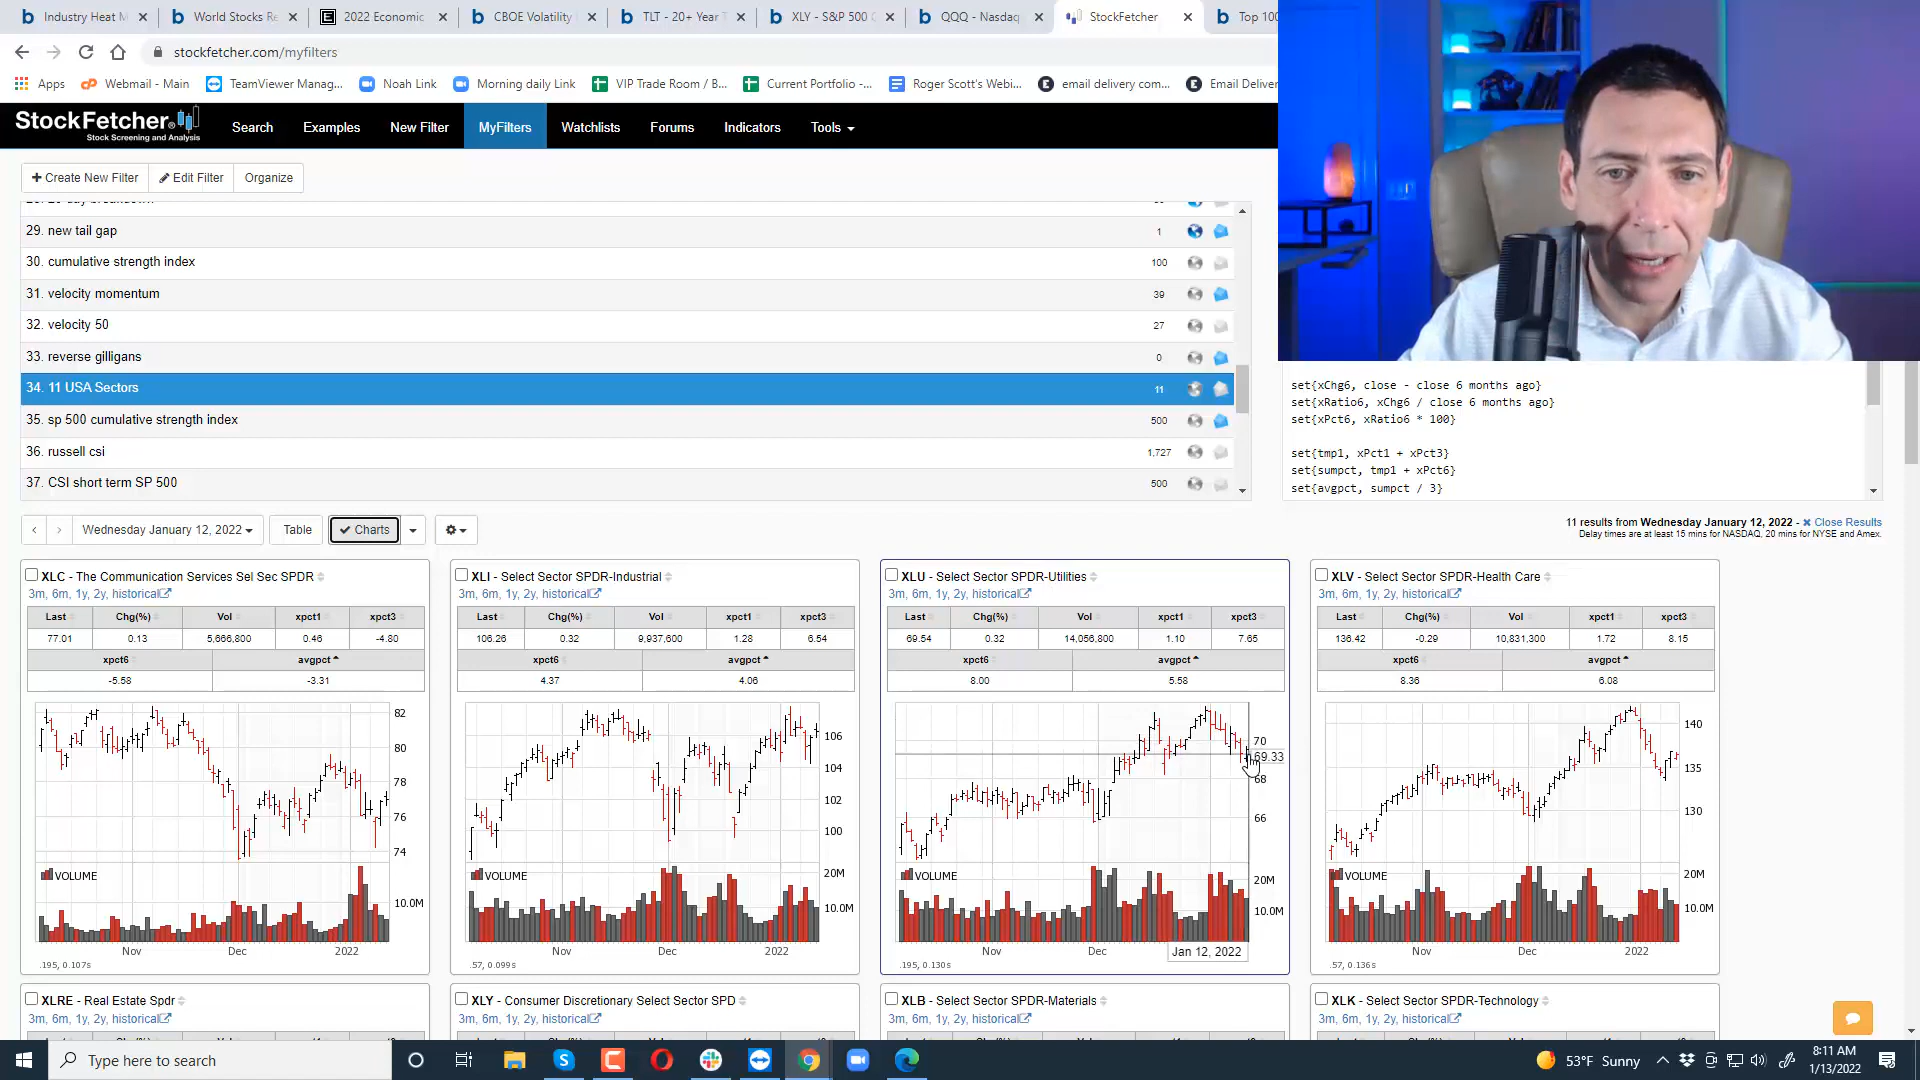 Industry Heat M
World Stocks R
2022 Economic
CBOE Volatility
TLT - 20+ Year T
XLY - S&P 500 C
QQQ - Nasdaq
StockFetcher
Top 100
stockfetcher.com/myfilters
Apps
Webmail - Main
TeamViewer Manag...
Noah Link
Morning daily Link
VIP Trade Room / B...
Current Portfolio -...
Roger Scott's Webi...
email delivery com...
Email Deliver
StockFetcher
Stock Screening and Analysis
Search
Examples
New Filter
MyFilters
Watchlists
Forums
Indicators
Tools
Create New Filter
Edit Filter
Organize
29. new tail gap 1
30. cumulative strength index 100
31. velocity momentum 39
32. velocity 50 27
33. reverse gilligans 0
34. 11 USA Sectors 11
35. sp 500 cumulative strength index 500
36. russell csi 1,727
37. CSI short term SP 500 500
set{xChg6, close - close 6 months ago}
set{xRatio6, xChg6 / close 6 months ago}
set{xPct6, xRatio6 * 100}
set{tmp1, xPct1 + xPct3}
set{sumpct, tmp1 + xPct6}
set{avgpct, sumpct / 3}
Wednesday January 12, 2022
Table
Charts
11 results from Wednesday January 12, 2022 - Close Results
Delay times are at least 15 mins for NASDAQ, 20 mins for NYSE and Amex.
XLC - The Communication Services Sel Sec SPDR
3m, 6m, 1y, 2y, historical
Last Chg(%) Vol xpct1 xpct3
77.01 0.13 5,666,800 0.46 -4.80
xpct6 avgpct
-5.58 -3.31
82
80
78
76
74
VOLUME
10.0M
Nov Dec 2022
.195, 0.107s
XLI - Select Sector SPDR-Industrial
3m, 6m, 1y, 2y, historical
Last Chg(%) Vol xpct1 xpct3
106.26 0.32 9,937,600 1.28 6.54
xpct6 avgpct
4.37 4.06
106
104
102
100
VOLUME
20M
10.0M
Nov Dec 2022
.57, 0.099s
XLU - Select Sector SPDR-Utilities
3m, 6m, 1y, 2y, historical
Last Chg(%) Vol xpct1 xpct3
69.54 0.32 14,056,800 1.10 7.65
xpct6 avgpct
8.00 5.58
70
69.33
68
66
VOLUME
20M
10.0M
Nov Dec Jan 12, 2022
.195, 0.130s
XLV - Select Sector SPDR-Health Care
3m, 6m, 1y, 2y, historical
Last Chg(%) Vol xpct1 xpct3
136.42 -0.29 10,831,300 1.72 8.15
xpct6 avgpct
8.36 6.08
140
135
130
VOLUME
20M
10.0M
Nov Dec 2022
.57, 0.136s
XLRE - Real Estate Spdr
3m, 6m, 1y, 2y, historical
XLY - Consumer Discretionary Select Sector SPD
3m, 6m, 1y, 2y, historical
XLB - Select Sector SPDR-Materials
3m, 6m, 1y, 2y, historical
XLK - Select Sector SPDR-Technology
3m, 6m, 1y, 2y, historical
Type here to search
53°F Sunny
8:11 AM
1/13/2022